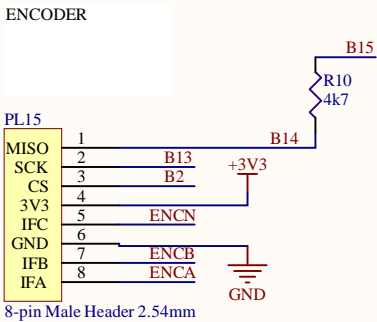 ENCODER
B15
R10
4k7
PL15
MISO 1 B14
SCK 2 B13
CS 3 B2 +3V3
3V3 4
IFC 5 ENCN
GND 6
IFB 7 ENCB
IFA 8 ENCA
GND
8-pin Male Header 2.54mm